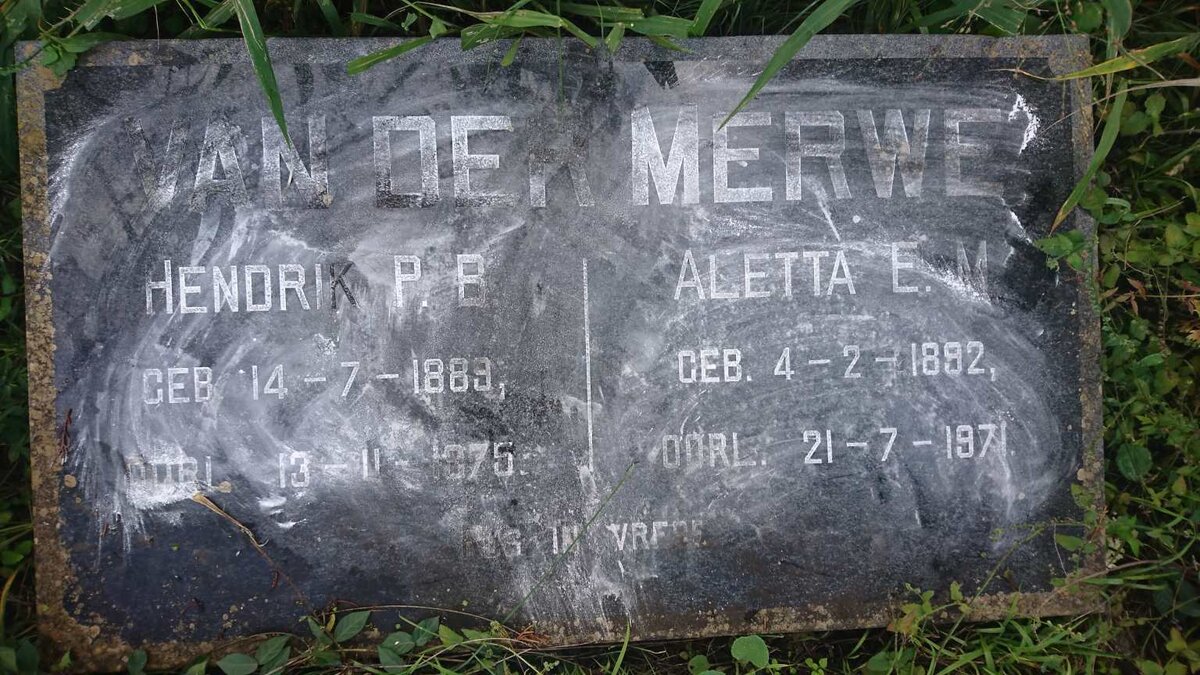 VAN DER MERWE
HENDRIK P. B.
GEB. 14 – 7 – 1889,
OORL. 13 – 11 – 1975.
ALETTA E. M.
GEB. 4 – 2 – 1892,
OORL. 21 – 7 – 1971.
RUS IN VREDE